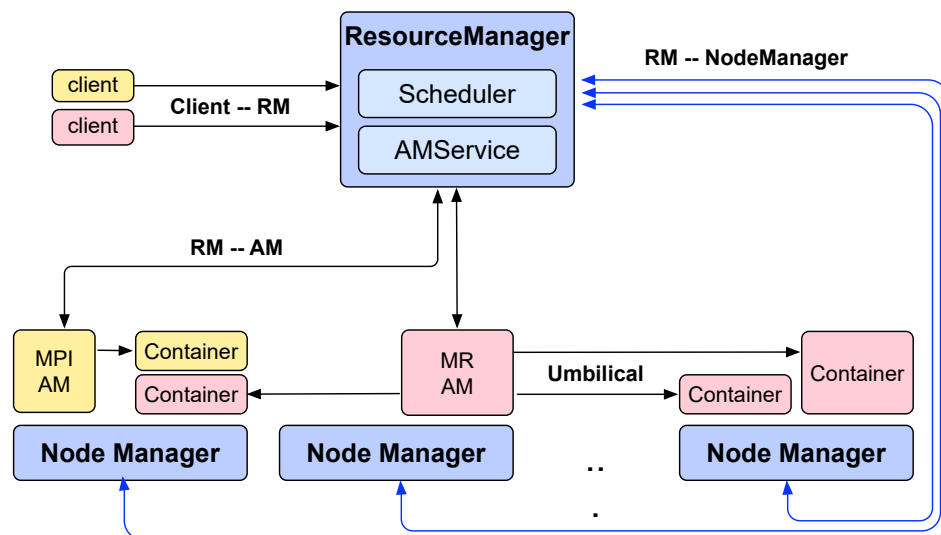 ResourceManager
RM -- NodeManager
client
Scheduler
Client -- RM
client
AMService
RM -- AM
MPI
AM
Container
Container
MR
AM
Umbilical
Container
Container
Node Manager
Node Manager
. .
.
Node Manager